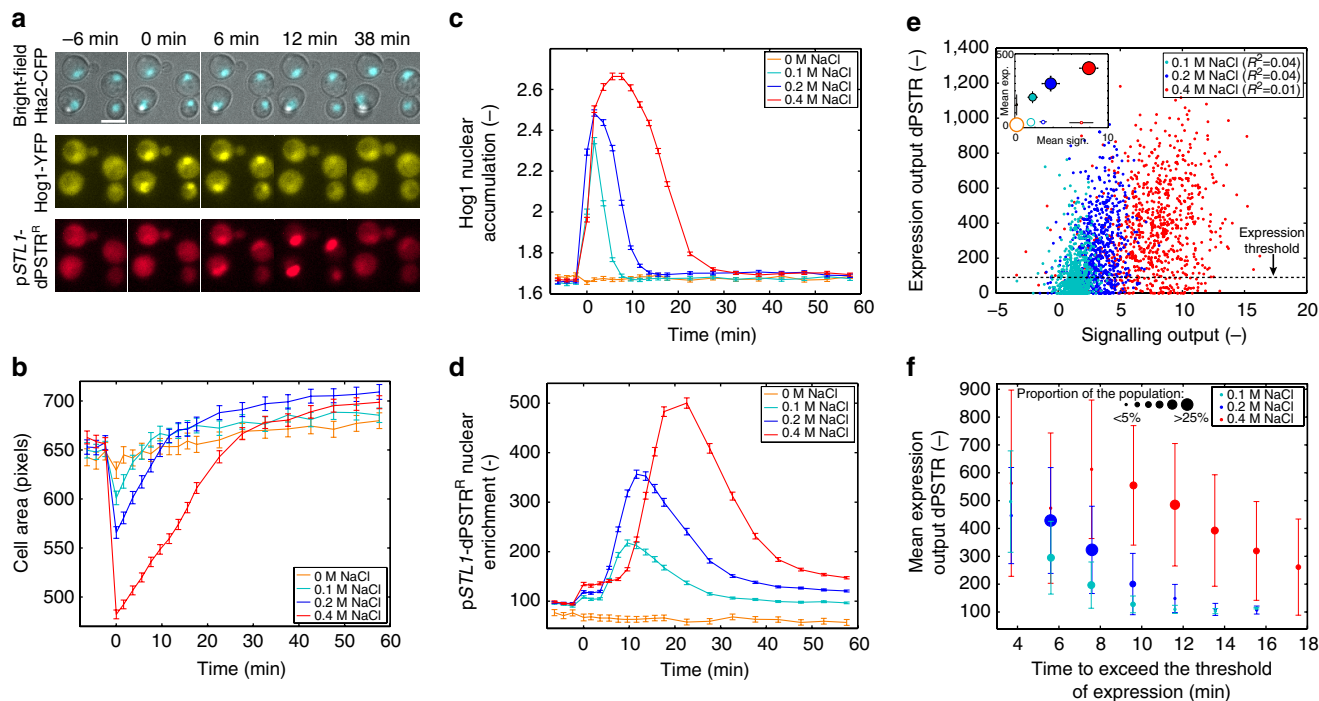 a
–6 min 0 min 6 min 12 min 38 min
Bright-field
Hta2-CFP
Hog1-YFP
pSTL1-
dPSTRR
b
Cell area (pixels)
700
650
600
550
500
0 10 20 30 40 50 60
Time (min)
0 M NaCl
0.1 M NaCl
0.2 M NaCl
0.4 M NaCl
c
Hog1 nuclear
accumulation (–)
2.6
2.4
2.2
2
1.8
1.6
0 10 20 30 40 50 60
Time (min)
0 M NaCl
0.1 M NaCl
0.2 M NaCl
0.4 M NaCl
d
pSTL1-dPSTRR nuclear
enrichment (-)
500
400
300
200
100
0 10 20 30 40 50 60
Time (min)
0 M NaCl
0.1 M NaCl
0.2 M NaCl
0.4 M NaCl
e
Expression output dPSTR (–)
1,400
1,200
1,000
800
600
400
200
0
–5 0 5 10 15 20
Signalling output (–)
0.1 M NaCl (R2=0.04)
0.2 M NaCl (R2=0.04)
0.4 M NaCl (R2=0.01)
500
Mean exp.
0
0 10
Mean sign.
Expression
threshold
f
Mean expression
output dPSTR (–)
900
800
700
600
500
400
300
200
100
4 6 8 10 12 14 16 18
Time to exceed the threshold
of expression (min)
Proportion of the population:
<5% >25%
0.1 M NaCl
0.2 M NaCl
0.4 M NaCl